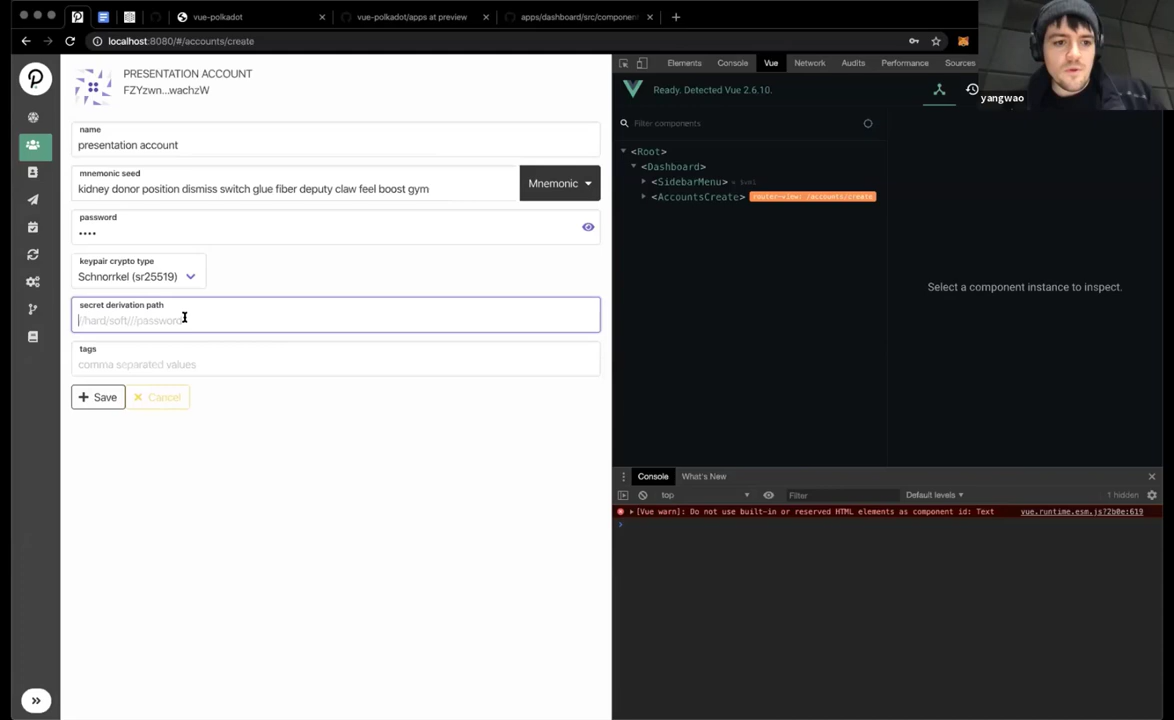 vue-polkadot
vue-polkadot/apps at preview
apps/dashboard/src/componen
localhost:8080/#/accounts/create
yangwao
PRESENTATION ACCOUNT
FZYzwn...wachzW
name
presentation account
mnemonic seed
kidney donor position dismiss switch glue fiber deputy claw feel boost gym
Mnemonic
password
••••
keypair crypto type
Schnorrkel (sr25519)
secret derivation path
//hard/soft///password
tags
comma separated values
+ Save
× Cancel
Elements
Console
Vue
Network
Audits
Performance
Sources
Ready. Detected Vue 2.6.10.
Filter components
<Root>
<Dashboard>
<SidebarMenu>
<AccountsCreate> router-view: /accounts/create
Select a component instance to inspect.
Console
What's New
top
Filter
Default levels
1 hidden
[Vue warn]: Do not use built-in or reserved HTML elements as component id: Text
vue.runtime.esm.js?2b0e:619